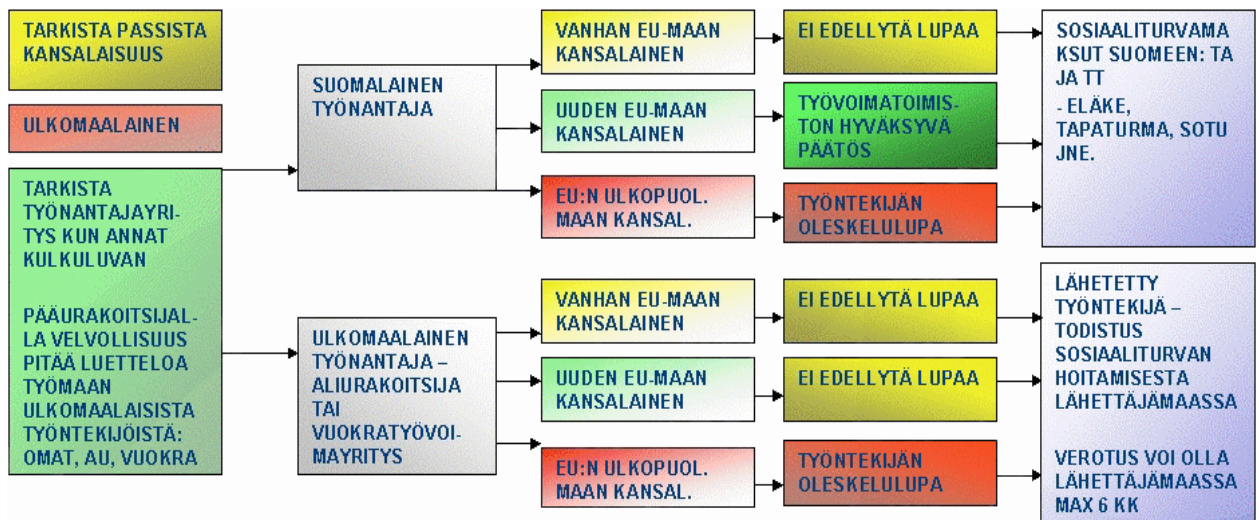 TARKISTA PASSISTA
KANSALAISUUS
ULKOMAALAINEN
TARKISTA
TYÖNANTAJAYRI-
TYS KUN ANNAT
KULKULUVAN
PÄÄURAKOITSIJAL-
LA VELVOLLISUUS
PITÄÄ LUETTELOA
TYÖMAAN
ULKOMAALAISISTA
TYÖNTEKIJÖISTÄ:
OMAT, AU, VUOKRA
SUOMALAINEN
TYÖNANTAJA
VANHAN EU-MAAN
KANSALAINEN
EI EDELLYTÄ LUPAA
UUDEN EU-MAAN
KANSALAINEN
TYÖVOIMATOIMIS-
TON HYVÄKSYVÄ
PÄÄTÖS
EU:N ULKOPUOL.
MAAN KANSAL.
TYÖNTEKIJÄN
OLESKELULUPA
SOSIAALITURVAMA
KSUT SUOMEEN: TA
JA TT
- ELÄKE,
TAPATURMA, SOTU
JNE.
ULKOMAALAINEN
TYÖNANTAJA –
ALIURAKOITSIJA
TAI
VUOKRATYÖVOI-
MAYRITYS
VANHAN EU-MAAN
KANSALAINEN
EI EDELLYTÄ LUPAA
UUDEN EU-MAAN
KANSALAINEN
EI EDELLYTÄ LUPAA
EU:N ULKOPUOL.
MAAN KANSAL.
TYÖNTEKIJÄN
OLESKELULUPA
LÄHETETTY
TYÖNTEKIJÄ –
TODISTUS
SOSIAALITURVAN
HOITAMISESTA
LÄHETTÄJÄMAASSA
VEROTUS VOI OLLA
LÄHETTÄJÄMAASSA
MAX 6 KK